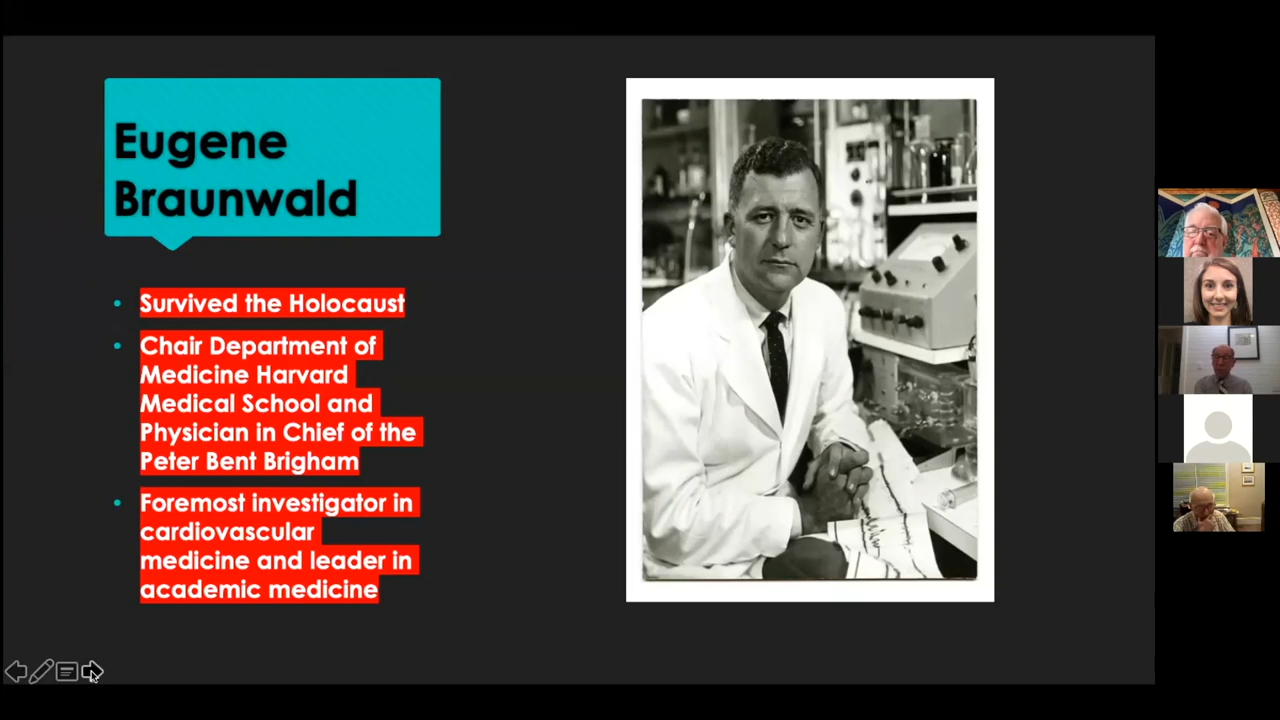 Eugene
Braunwald
Survived the Holocaust
Chair Department of
Medicine Harvard
Medical School and
Physician in Chief of the
Peter Bent Brigham
Foremost investigator in
cardiovascular
medicine and leader in
academic medicine